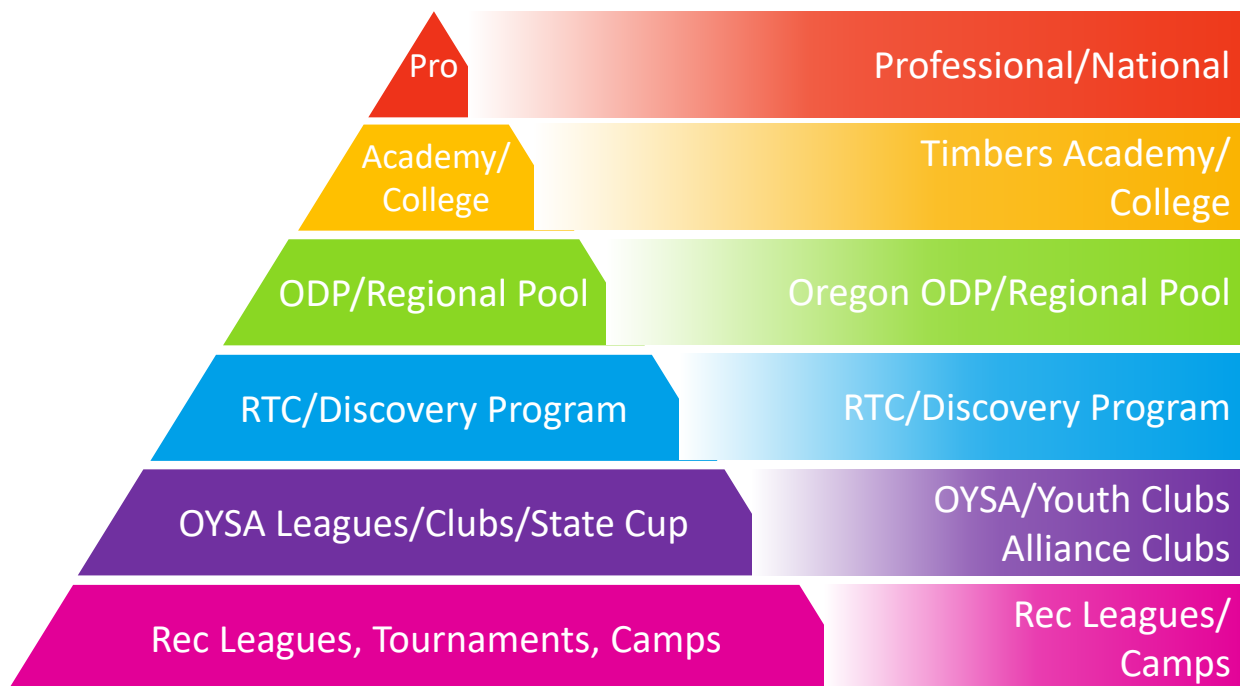 Pro
Professional/National
Academy/
College
Timbers Academy/
College
ODP/Regional Pool
Oregon ODP/Regional Pool
RTC/Discovery Program
RTC/Discovery Program
OYSA Leagues/Clubs/State Cup
OYSA/Youth Clubs
Alliance Clubs
Rec Leagues, Tournaments, Camps
Rec Leagues/
Camps